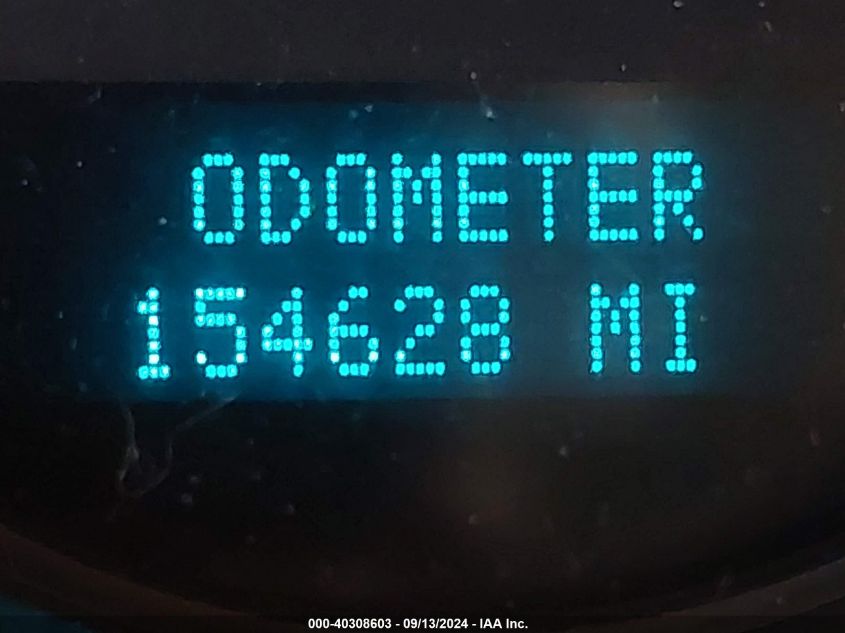 ODOMETER
154628 MI
000-40308603 - 09/13/2024 - IAA Inc.